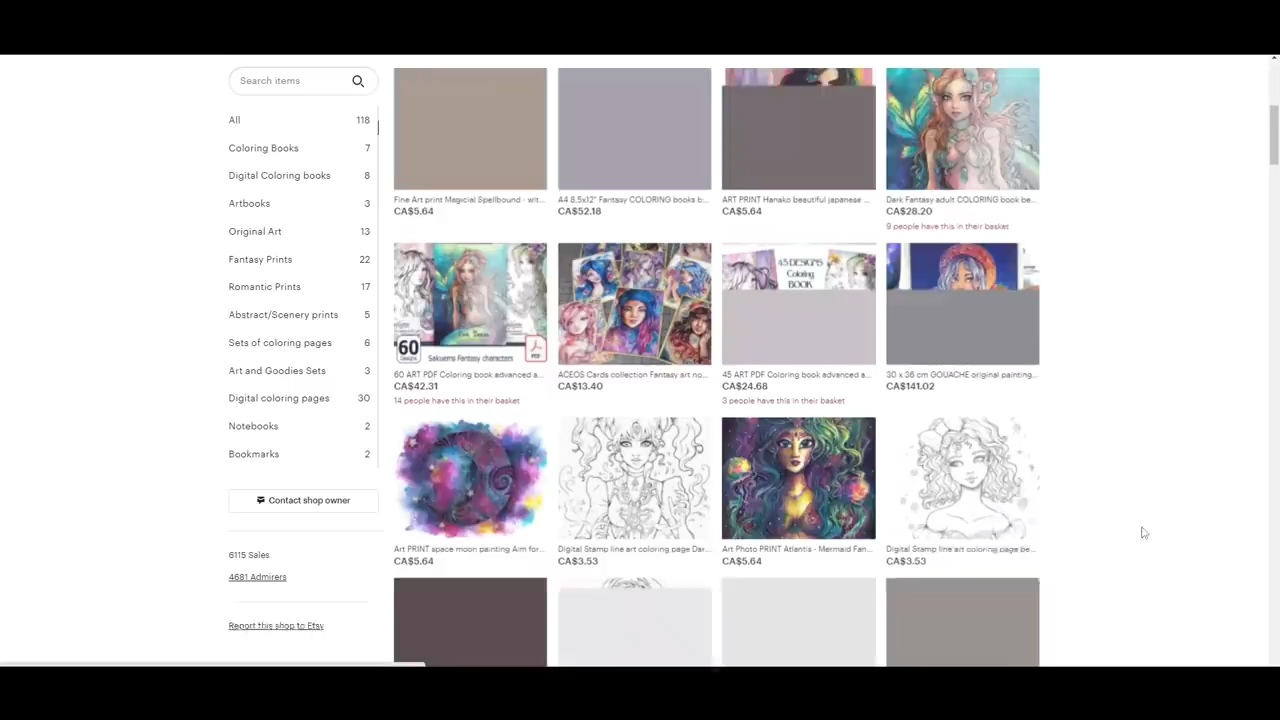 Search items
All 118
Coloring Books 7
Digital Coloring books 8
Artbooks 3
Original Art 13
Fantasy Prints 22
Romantic Prints 17
Abstract/Scenery prints 5
Sets of coloring pages 6
Art and Goodies Sets 3
Digital coloring pages 30
Notebooks 2
Bookmarks 2
Contact shop owner
6115 Sales
4681 Admirers
Report this shop to Etsy
Fine Art print Magicial Spellbound - wit...
CA$5.64
A4 8,5x12" Fantasy COLORING books b...
CA$52.18
ART PRINT Hanako beautiful japanese ...
CA$5.64
Dark Fantasy adult COLORING book be...
CA$28.20
9 people have this in their basket
60
Designs
Sakuems Fantasy characters
PDF
60 ART PDF Coloring book advanced a...
CA$42.31
14 people have this in their basket
ACEOS Cards collection Fantasy art no...
CA$13.40
45 DESIGNS
Coloring
BOOK
45 ART PDF Coloring book advanced a...
CA$24.68
3 people have this in their basket
30 x 36 cm GOUACHE original painting...
CA$141.02
Art PRINT space moon painting Aim for...
CA$5.64
Digital Stamp line art coloring page Dar...
CA$3.53
Art Photo PRINT Atlantis - Mermaid Fan...
CA$5.64
Digital Stamp line art coloring page Be...
CA$3.53